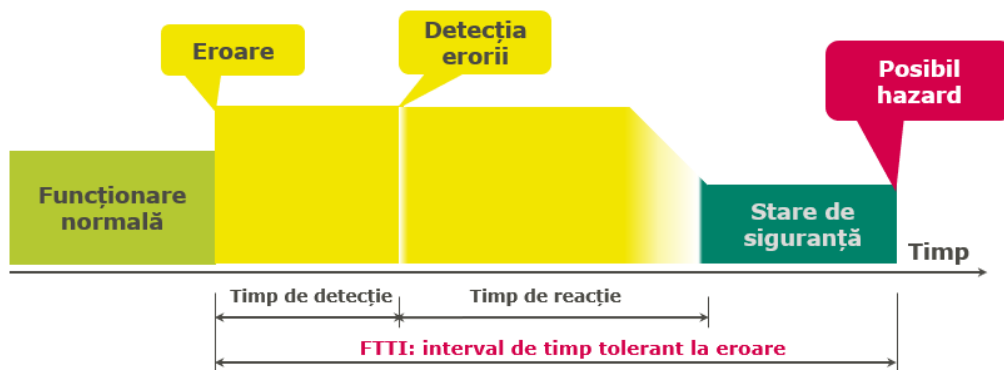 Eroare
Detecția
erorii
Posibil
hazard
Funcționare
normală
Stare de
siguranță
Timp
Timp de detecție
Timp de reacție
FTTI: interval de timp tolerant la eroare